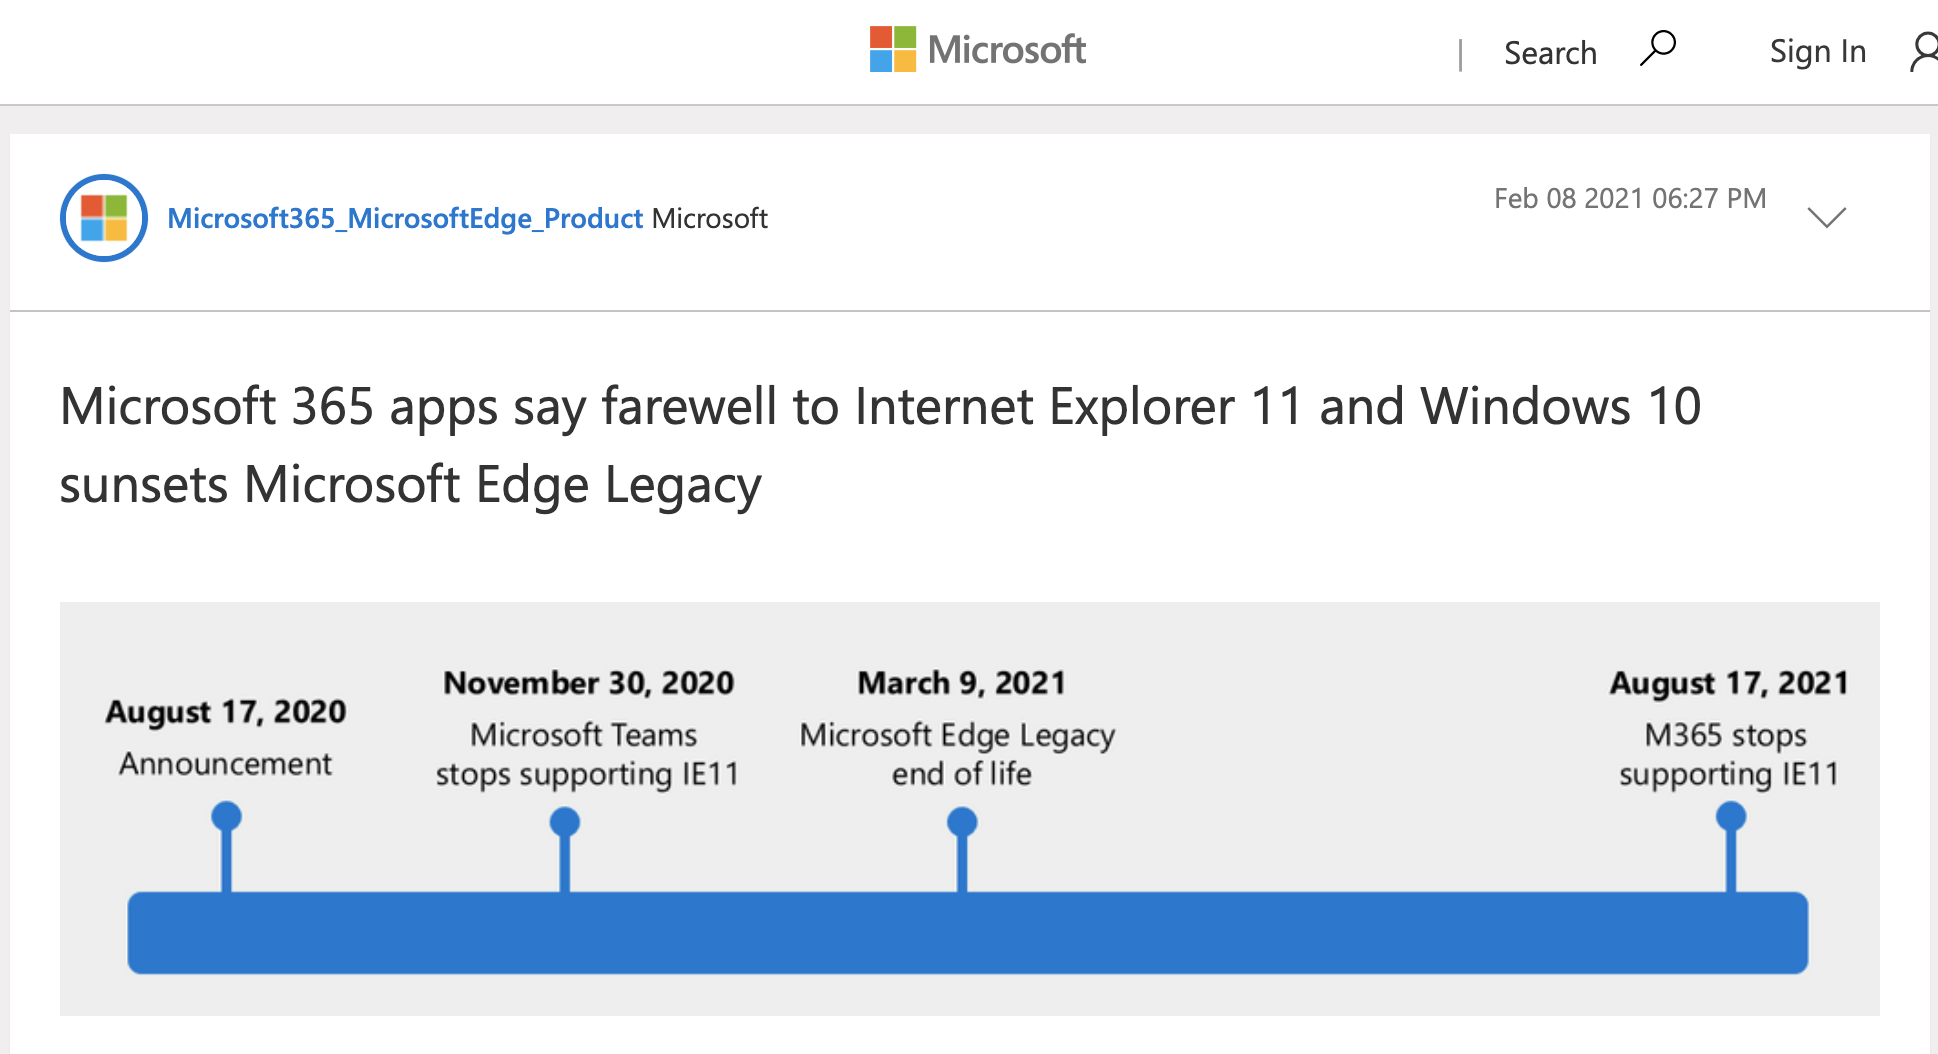 Microsoft
| Search
Sign In
Microsoft365_MicrosoftEdge_Product Microsoft
Feb 08 2021 06:27 PM
Microsoft 365 apps say farewell to Internet Explorer 11 and Windows 10
sunsets Microsoft Edge Legacy
August 17, 2020
Announcement
November 30, 2020
Microsoft Teams
stops supporting IE11
March 9, 2021
Microsoft Edge Legacy
end of life
August 17, 2021
M365 stops
supporting IE11